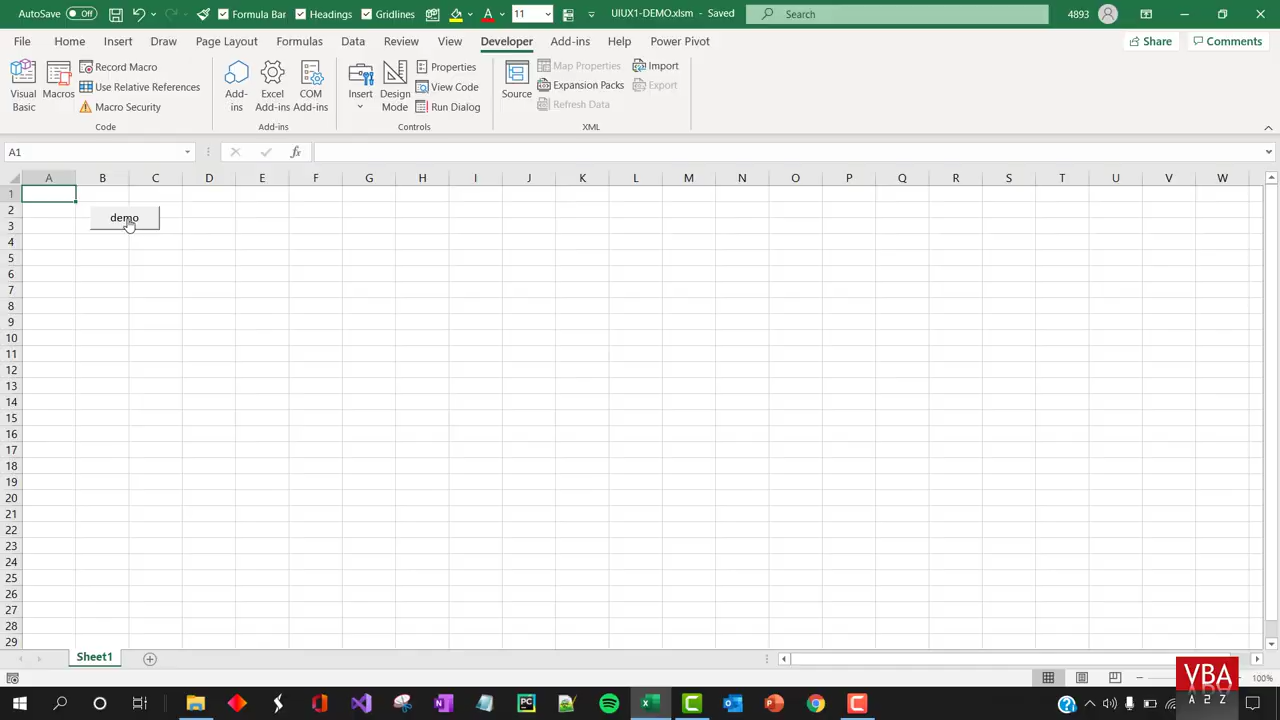 AutoSave Off Formula Bar Headings Gridlines 11 UIUX1-DEMO.xlsm - Saved Search 4893
File Home Insert Draw Page Layout Formulas Data Review View Developer Add-ins Help Power Pivot Share Comments
Visual Basic
Macros
Record Macro
Use Relative References
Macro Security
Code
Add-ins
Excel Add-ins
COM Add-ins
Add-ins
Insert
Design Mode
Properties
View Code
Run Dialog
Controls
Source
Map Properties
Expansion Packs
Refresh Data
Import
Export
XML
A1 fx
A B C D E F G H I J K L M N O P Q R S T U V W
1
2
demo
3
4
5
6
7
8
9
10
11
12
13
14
15
16
17
18
19
20
21
22
23
24
25
26
27
28
29
Sheet1
100%
VBA
A 2 Z